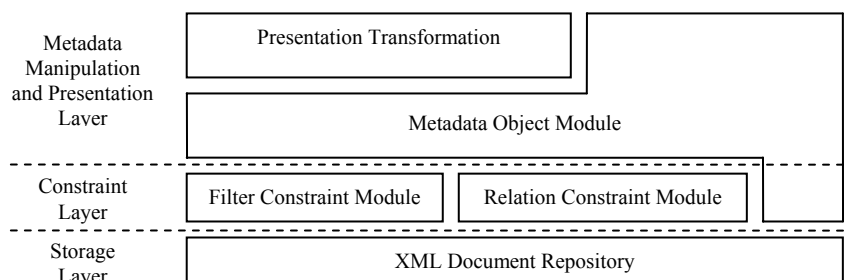 Presentation Transformation
Metadada
Manipulation
and Presentation
Layer
Metadata Object Module
Constraint
Layer
Filter Constraint Module
Relation Constraint Module
Storage
Layer
XML Document Repository